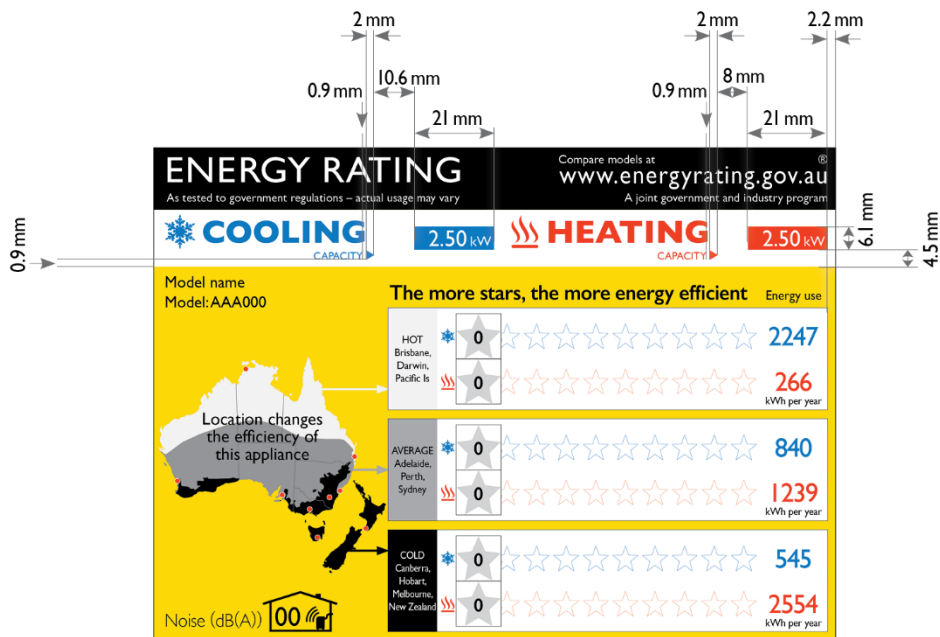 2 mm
2 mm
2.2 mm
10.6 mm
8 mm
0.9 mm
0.9 mm
21 mm
21 mm
ENERGY RATING
Compare models at
www.energyrating.gov.au
®
As tested to government regulations – actual usage may vary
A joint government and industry program
COOLING
2.50 kW
HEATING
2.50 kW
CAPACITY
CAPACITY
0.9 mm
6.1 mm
4.5 mm
Model name
Model: AAA000
The more stars, the more energy efficient
Energy use
HOT
Brisbane,
Darwin,
Pacific Is
0
2247
0
266
kWh per year
Location changes
the efficiency of
this appliance
AVERAGE
Adelaide,
Perth,
Sydney
0
840
0
1239
kWh per year
COLD
Canberra,
Hobart,
Melbourne,
New Zealand
0
545
0
2554
kWh per year
Noise (dB(A))
00